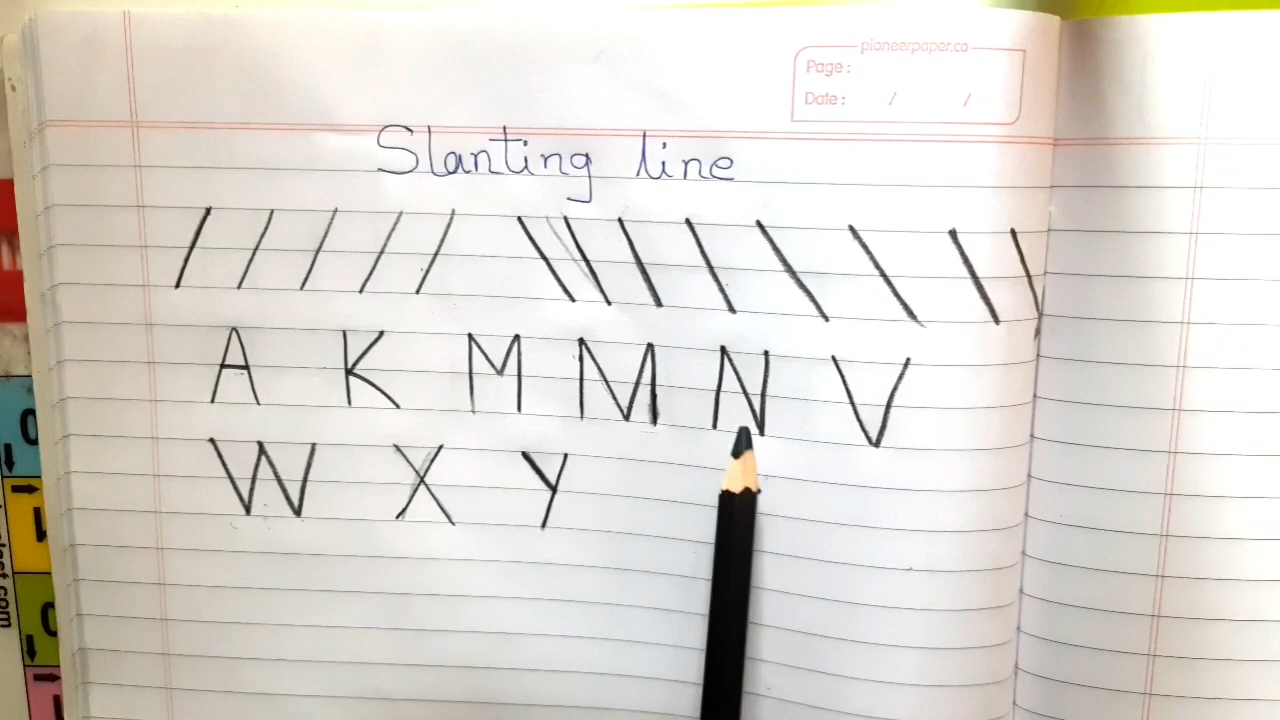 pioneerpaper.co
Page :
Date : / /
Slanting line
/ / / / / \ \ \ \ \ \ \ \
A K M M N V
W X Y